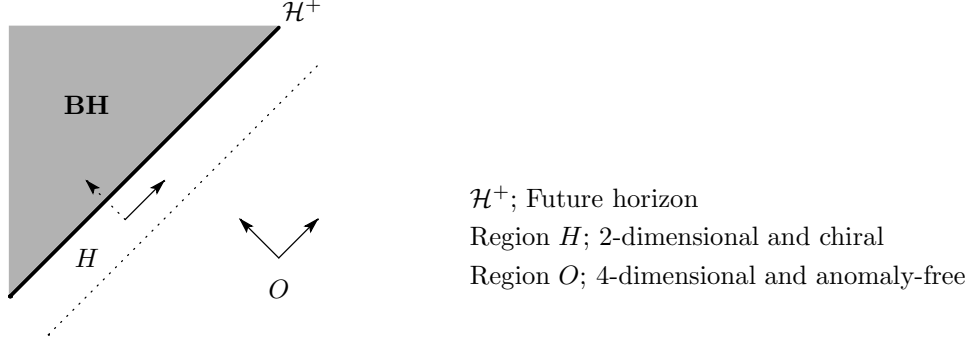 ℋ⁺
BH
H
O
ℋ⁺; Future horizon
Region H; 2-dimensional and chiral
Region O; 4-dimensional and anomaly-free